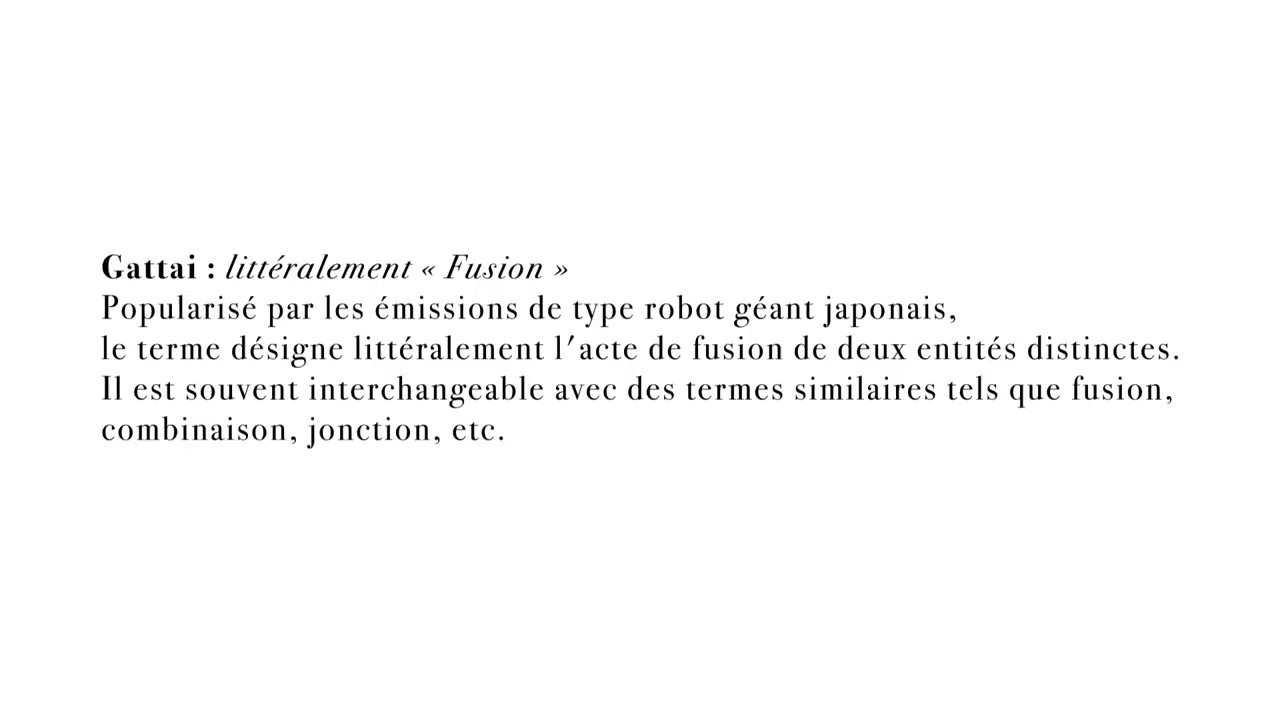 Gattai : littéralement « Fusion »
Popularisé par les émissions de type robot géant japonais,
le terme désigne littéralement l'acte de fusion de deux entités distinctes.
Il est souvent interchangeable avec des termes similaires tels que fusion,
combinaison, jonction, etc.